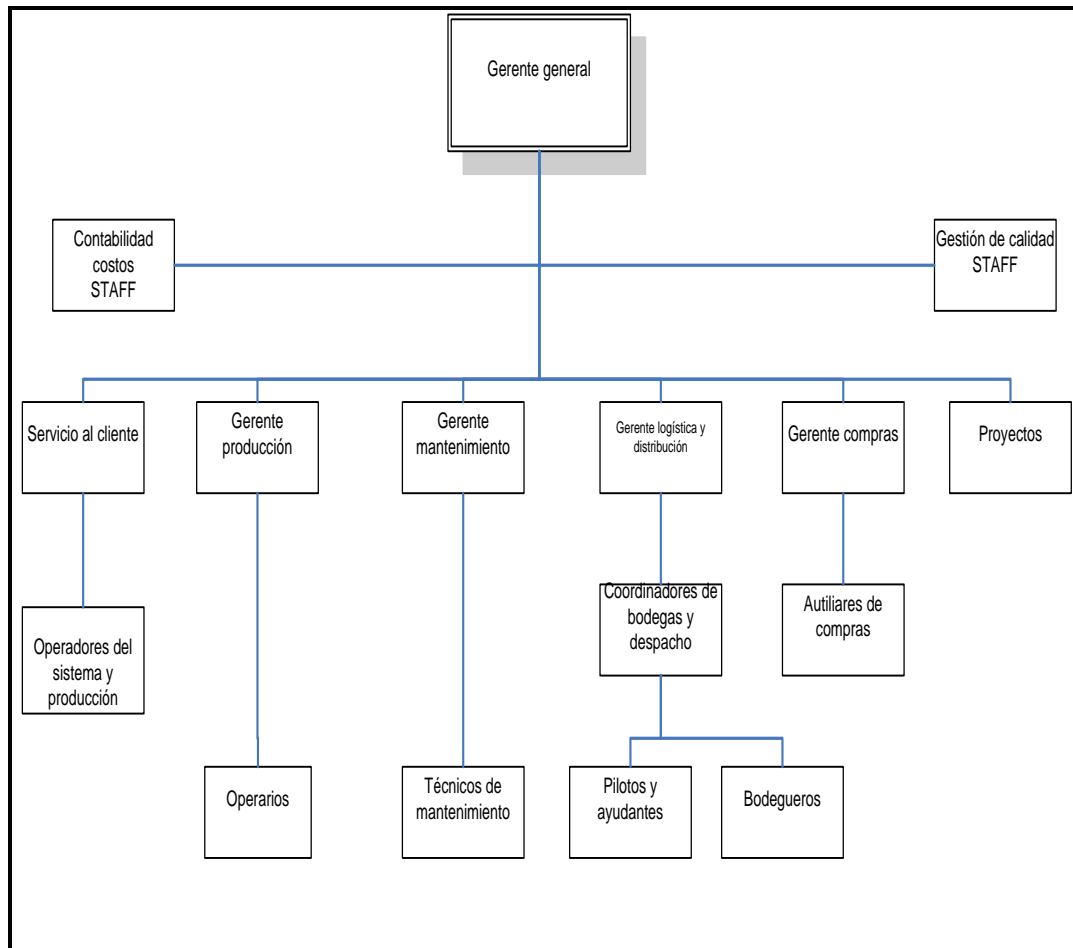 Gerente general
Contabilidad
costos
STAFF
Gestión de calidad
STAFF
Servicio al cliente
Gerente
producción
Gerente
mantenimiento
Gerente logística y
distribución
Gerente compras
Proyectos
Operadores del
sistema y
producción
Coordinadores de
bodegas y
despacho
Autiliares de
compras
Operarios
Técnicos de
mantenimiento
Pilotos y
ayudantes
Bodegueros